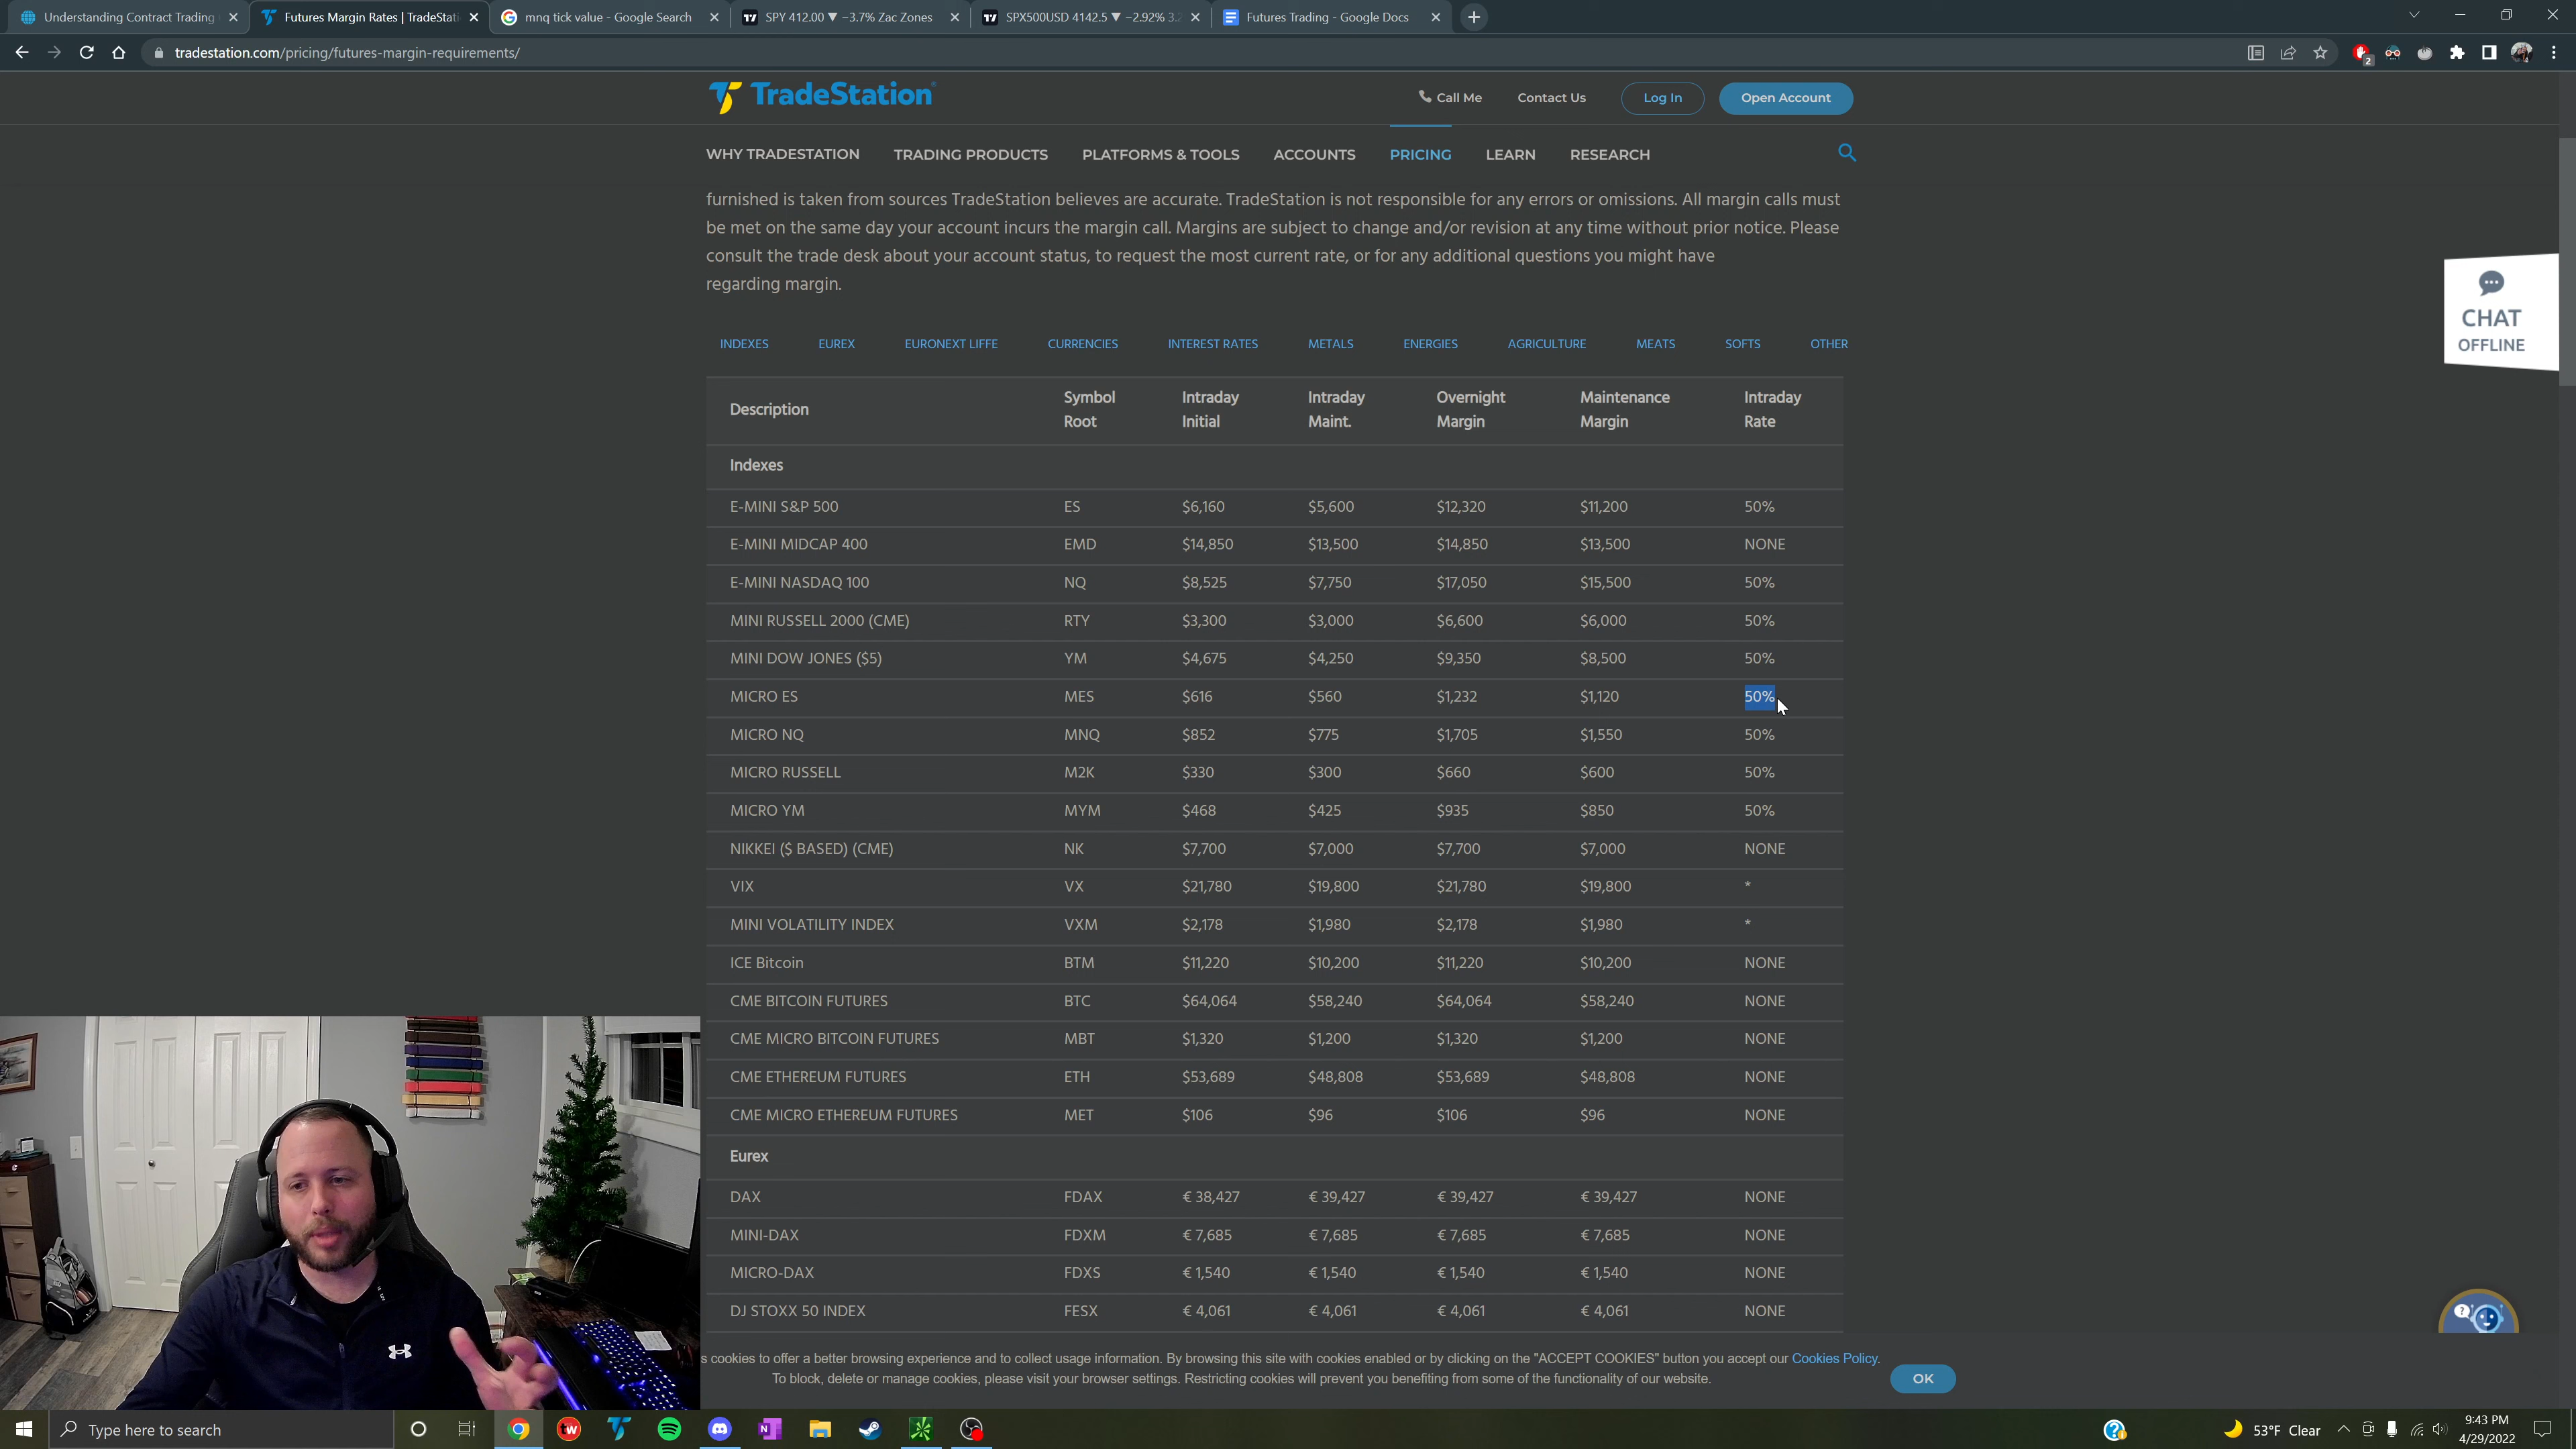 Understanding Contract Trading
Futures Margin Rates | TradeStati
mnq tick value - Google Search
SPY 412.00 ▼ −3.7% Zac Zones
SPX500USD 4142.5 ▼ −2.92% 3.
Futures Trading - Google Docs
tradestation.com/pricing/futures-margin-requirements/
2
TradeStation
Call Me
Contact Us
Log In
Open Account
WHY TRADESTATION
TRADING PRODUCTS
PLATFORMS & TOOLS
ACCOUNTS
PRICING
LEARN
RESEARCH
furnished is taken from sources TradeStation believes are accurate. TradeStation is not responsible for any errors or omissions. All margin calls must
be met on the same day your account incurs the margin call. Margins are subject to change and/or revision at any time without prior notice. Please
consult the trade desk about your account status, to request the most current rate, or for any additional questions you might have
regarding margin.
CHAT
OFFLINE
INDEXES EUREX EURONEXT LIFFE CURRENCIES INTEREST RATES METALS ENERGIES AGRICULTURE MEATS SOFTS OTHER
Description Symbol Root Intraday Initial Intraday Maint. Overnight Margin Maintenance Margin Intraday Rate
Indexes
E-MINI S&P 500 ES $6,160 $5,600 $12,320 $11,200 50%
E-MINI MIDCAP 400 EMD $14,850 $13,500 $14,850 $13,500 NONE
E-MINI NASDAQ 100 NQ $8,525 $7,750 $17,050 $15,500 50%
MINI RUSSELL 2000 (CME) RTY $3,300 $3,000 $6,600 $6,000 50%
MINI DOW JONES ($5) YM $4,675 $4,250 $9,350 $8,500 50%
MICRO ES MES $616 $560 $1,232 $1,120 50%
MICRO NQ MNQ $852 $775 $1,705 $1,550 50%
MICRO RUSSELL M2K $330 $300 $660 $600 50%
MICRO YM MYM $468 $425 $935 $850 50%
NIKKEI ($ BASED) (CME) NK $7,700 $7,000 $7,700 $7,000 NONE
VIX VX $21,780 $19,800 $21,780 $19,800 *
MINI VOLATILITY INDEX VXM $2,178 $1,980 $2,178 $1,980 *
ICE Bitcoin BTM $11,220 $10,200 $11,220 $10,200 NONE
CME BITCOIN FUTURES BTC $64,064 $58,240 $64,064 $58,240 NONE
CME MICRO BITCOIN FUTURES MBT $1,320 $1,200 $1,320 $1,200 NONE
CME ETHEREUM FUTURES ETH $53,689 $48,808 $53,689 $48,808 NONE
CME MICRO ETHEREUM FUTURES MET $106 $96 $106 $96 NONE
Eurex
DAX FDAX € 38,427 € 39,427 € 39,427 € 39,427 NONE
MINI-DAX FDXM € 7,685 € 7,685 € 7,685 € 7,685 NONE
MICRO-DAX FDXS € 1,540 € 1,540 € 1,540 € 1,540 NONE
DJ STOXX 50 INDEX FESX € 4,061 € 4,061 € 4,061 € 4,061 NONE
s cookies to offer a better browsing experience and to collect usage information. By browsing this site with cookies enabled or by clicking on the "ACCEPT COOKIES" button you accept our Cookies Policy.
To block, delete or manage cookies, please visit your browser settings. Restricting cookies will prevent you benefiting from some of the functionality of our website.
OK
Type here to search
tw
N
53°F Clear
9:43 PM
4/29/2022